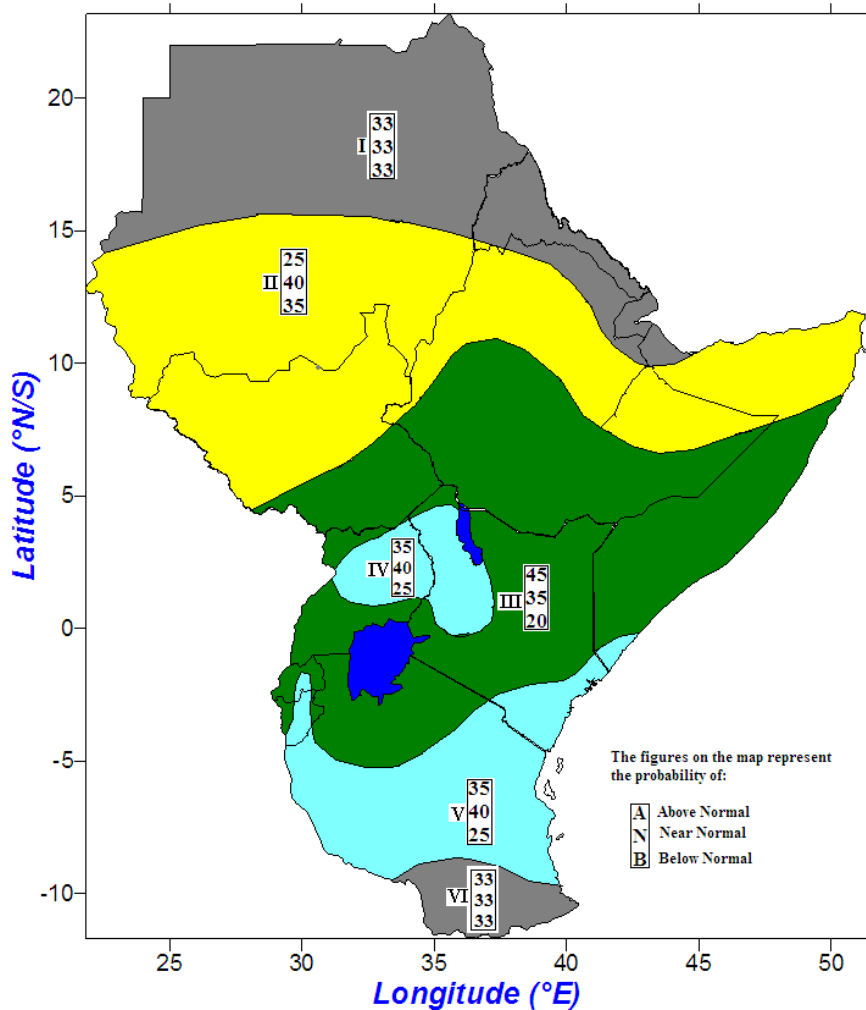 20
15
10
5
0
-5
-10
25
30
35
40
45
50
Latitude (°N/S)
Longitude (°E)
I
33
33
33
II
25
40
35
IV
35
40
25
III
45
35
20
V
35
40
25
VI
33
33
33
The figures on the map represent
the probability of:
A Above Normal
N Near Normal
B Below Normal